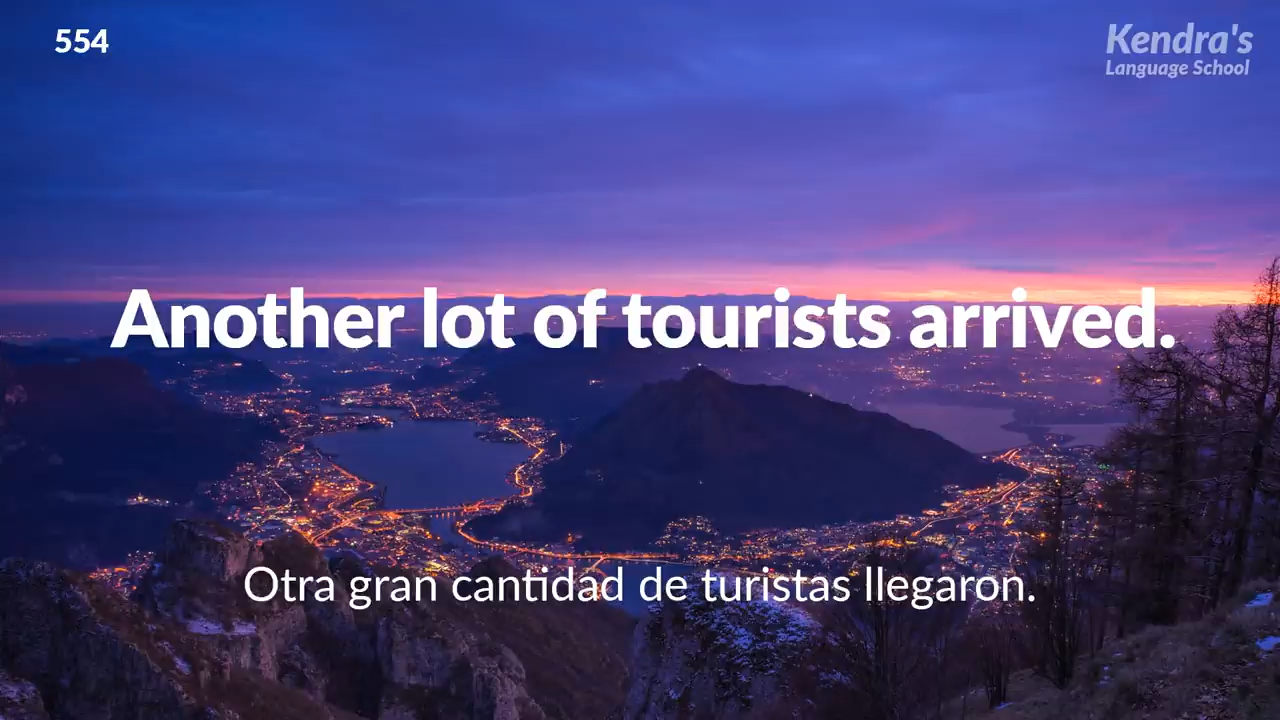 554
Kendra's
Language School
Another lot of tourists arrived.
Otra gran cantidad de turistas llegaron.